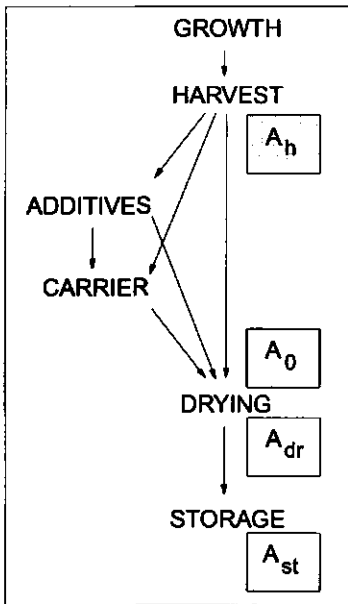 GROWTH
HARVEST
A_h
ADDITIVES
CARRIER
A_0
DRYING
A_dr
STORAGE
A_st